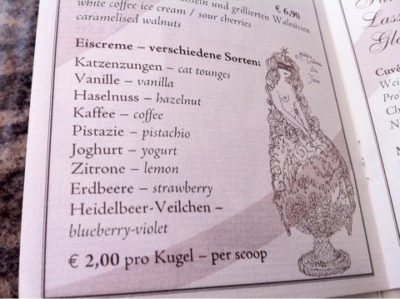 white coffee ice cream / sour cherries
caramelised walnuts
€ 6,90
Eiscreme – verschiedene Sorten:
Katzenzungen – cat tounges
Vanille – vanilla
Haselnuss – hazelnut
Kaffee – coffee
Pistazie – pistachio
Joghurt – yogurt
Zitrone – lemon
Erdbeere – strawberry
Heidelbeer-Veilchen –
blueberry-violet
€ 2,00 pro Kugel – per scoop